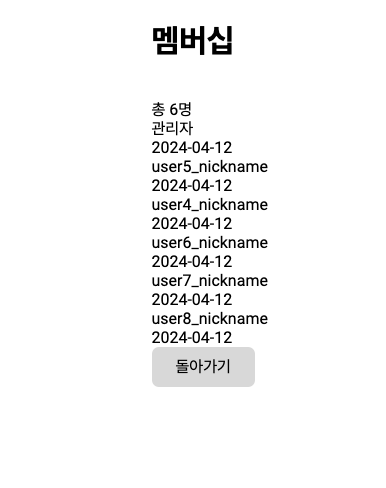 멤버십
총 6명
관리자
2024-04-12
user5_nickname
2024-04-12
user4_nickname
2024-04-12
user6_nickname
2024-04-12
user7_nickname
2024-04-12
user8_nickname
2024-04-12
돌아가기